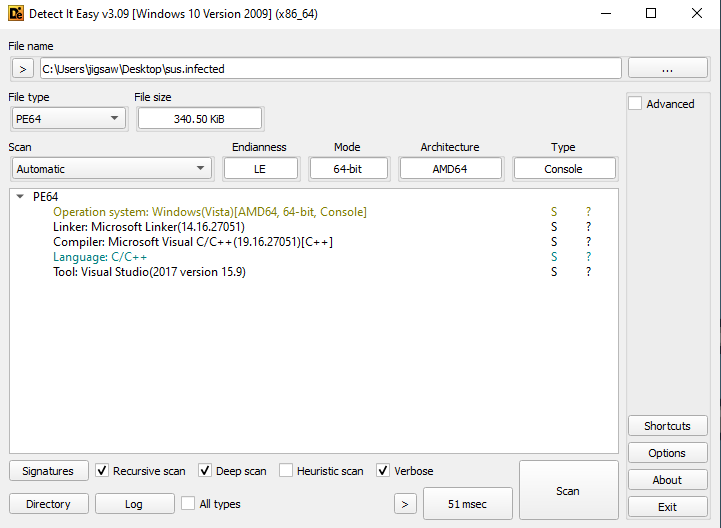 Detect It Easy v3.09 [Windows 10 Version 2009] (x86_64)
File name
> C:\Users\jigsaw\Desktop\sus.infected ...
File type File size
PE64 340.50 KiB
Advanced
Scan Endianness Mode Architecture Type
Automatic LE 64-bit AMD64 Console
PE64
Operation system: Windows(Vista)[AMD64, 64-bit, Console] S ?
Linker: Microsoft Linker(14.16.27051) S ?
Compiler: Microsoft Visual C/C++(19.16.27051)[C++] S ?
Language: C/C++ S ?
Tool: Visual Studio(2017 version 15.9) S ?
Shortcuts
Options
Signatures Recursive scan Deep scan Heuristic scan Verbose Scan About
Directory Log All types > 51 msec Exit